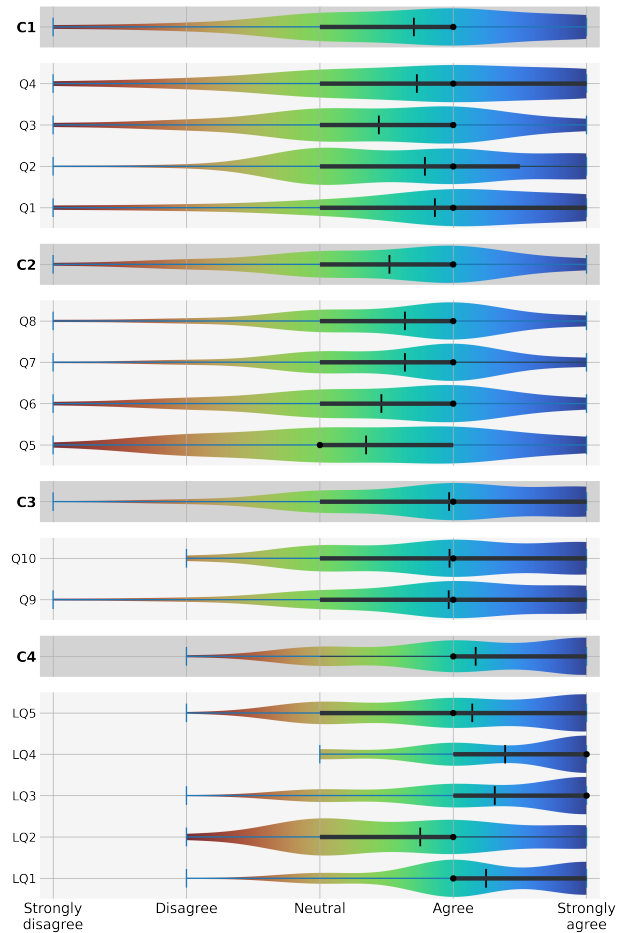 C1
Q4
Q3
Q2
Q1
C2
Q8
Q7
Q6
Q5
C3
Q10
Q9
C4
LQ5
LQ4
LQ3
LQ2
LQ1
Strongly disagree Disagree Neutral Agree Strongly agree